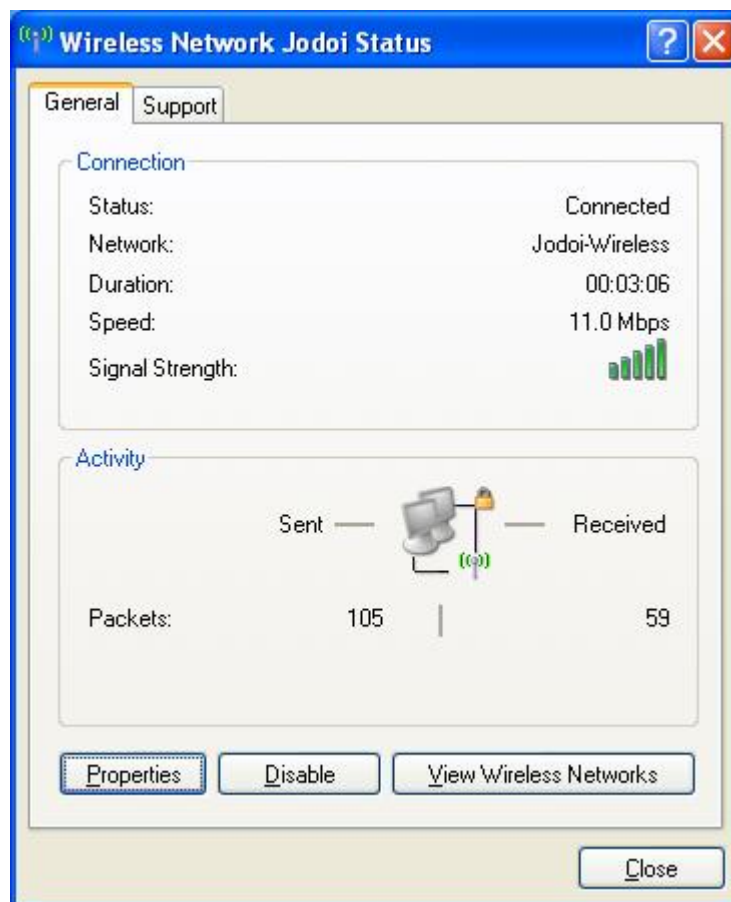 Wireless Network Jodoi Status
General Support
Connection
Status: Connected
Network: Jodoi-Wireless
Duration: 00:03:06
Speed: 11.0 Mbps
Signal Strength:
Activity
Sent Received
Packets: 105 59
Properties Disable View Wireless Networks
Close